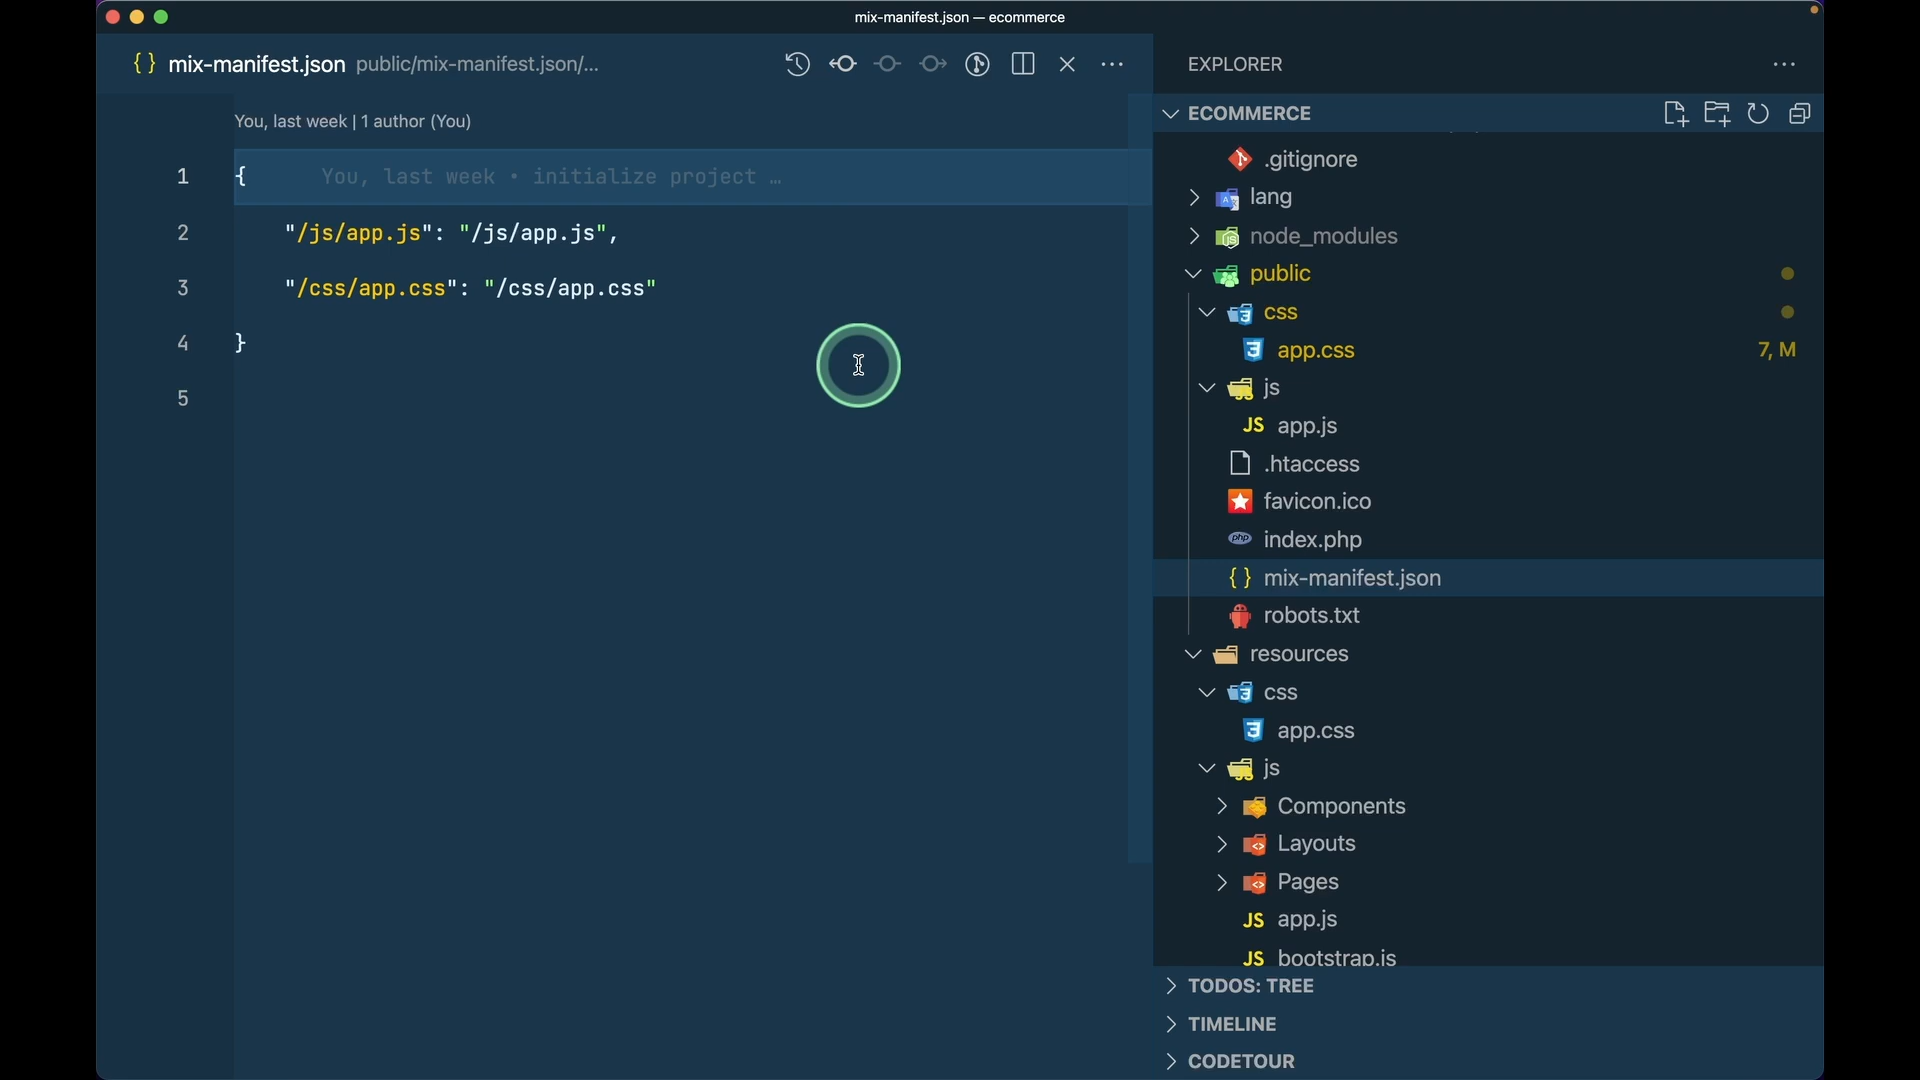 mix-manifest.json — ecommerce
{ } mix-manifest.json public/mix-manifest.json/...
You, last week | 1 author (You)
1 { You, last week • initialize project …
2 "/js/app.js": "/js/app.js",
3 "/css/app.css": "/css/app.css"
4 }
5
EXPLORER
ECOMMERCE
.gitignore
lang
node_modules
public
css
app.css 7, M
js
JS app.js
.htaccess
favicon.ico
php index.php
{ } mix-manifest.json
robots.txt
resources
css
app.css
js
Components
Layouts
Pages
JS app.js
JS bootstrap.js
TODOS: TREE
TIMELINE
CODETOUR